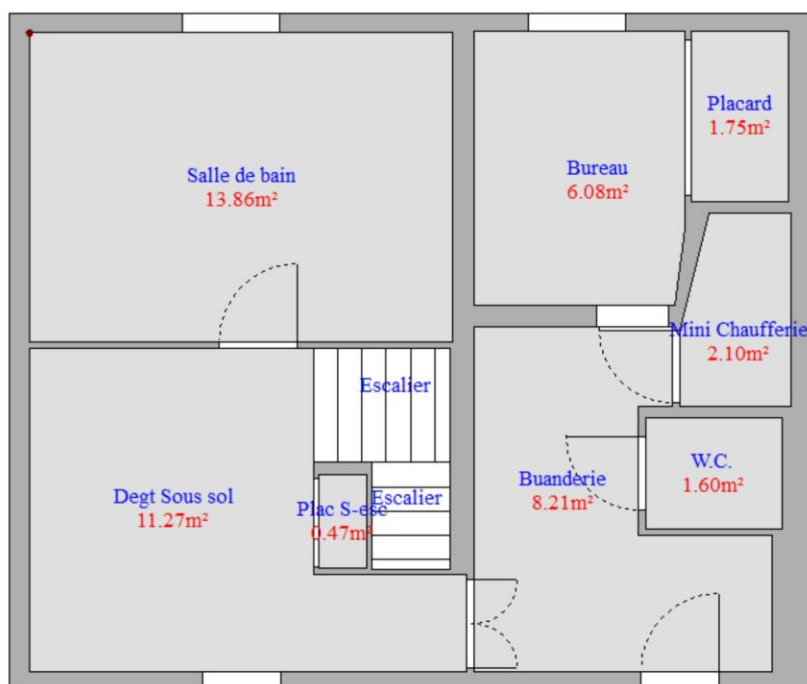 Salle de bain
13.86m²
Bureau
6.08m²
Placard
1.75m²
Mini Chaufferie
2.10m²
Escalier
Escalier
Degt Sous sol
11.27m²
Plac S-esc
0.47m²
Buanderie
8.21m²
W.C.
1.60m²